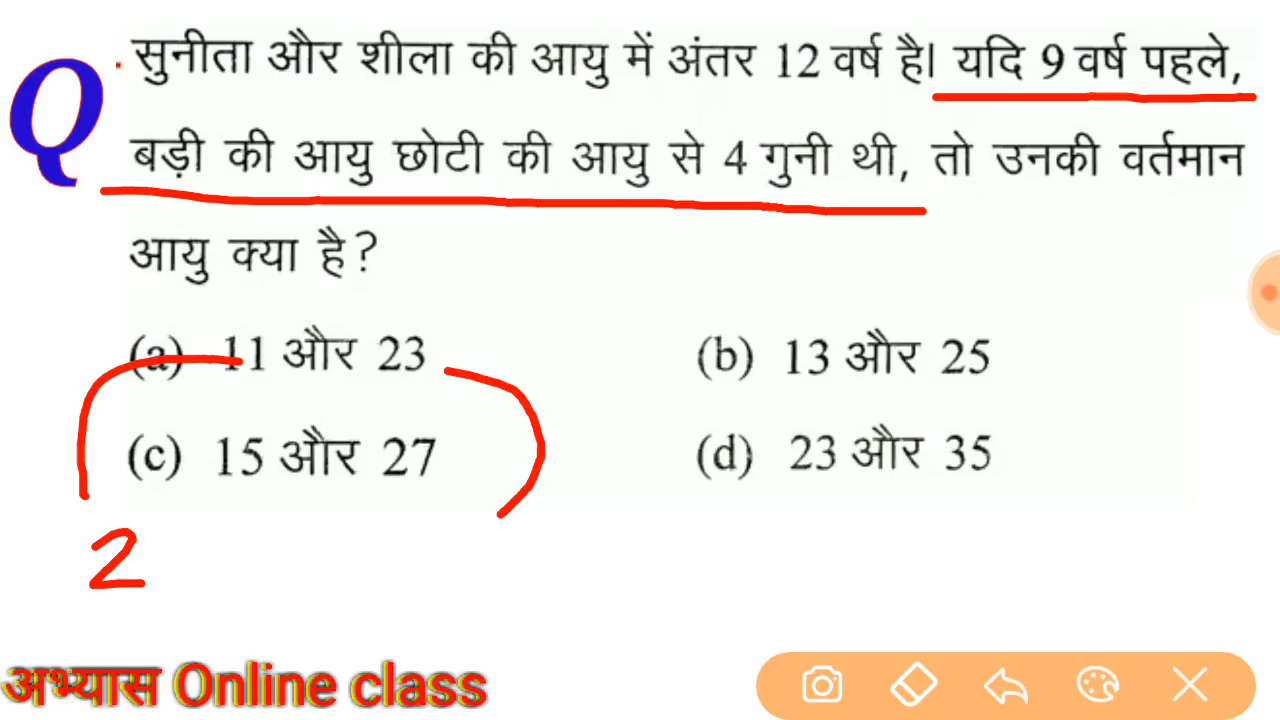 Q. सुनीता और शीला की आयु में अंतर 12 वर्ष है। यदि 9 वर्ष पहले,
बड़ी की आयु छोटी की आयु से 4 गुनी थी, तो उनकी वर्तमान
आयु क्या है?
(a) 11 और 23 (b) 13 और 25
(c) 15 और 27 (d) 23 और 35
2
अभ्यास Online class